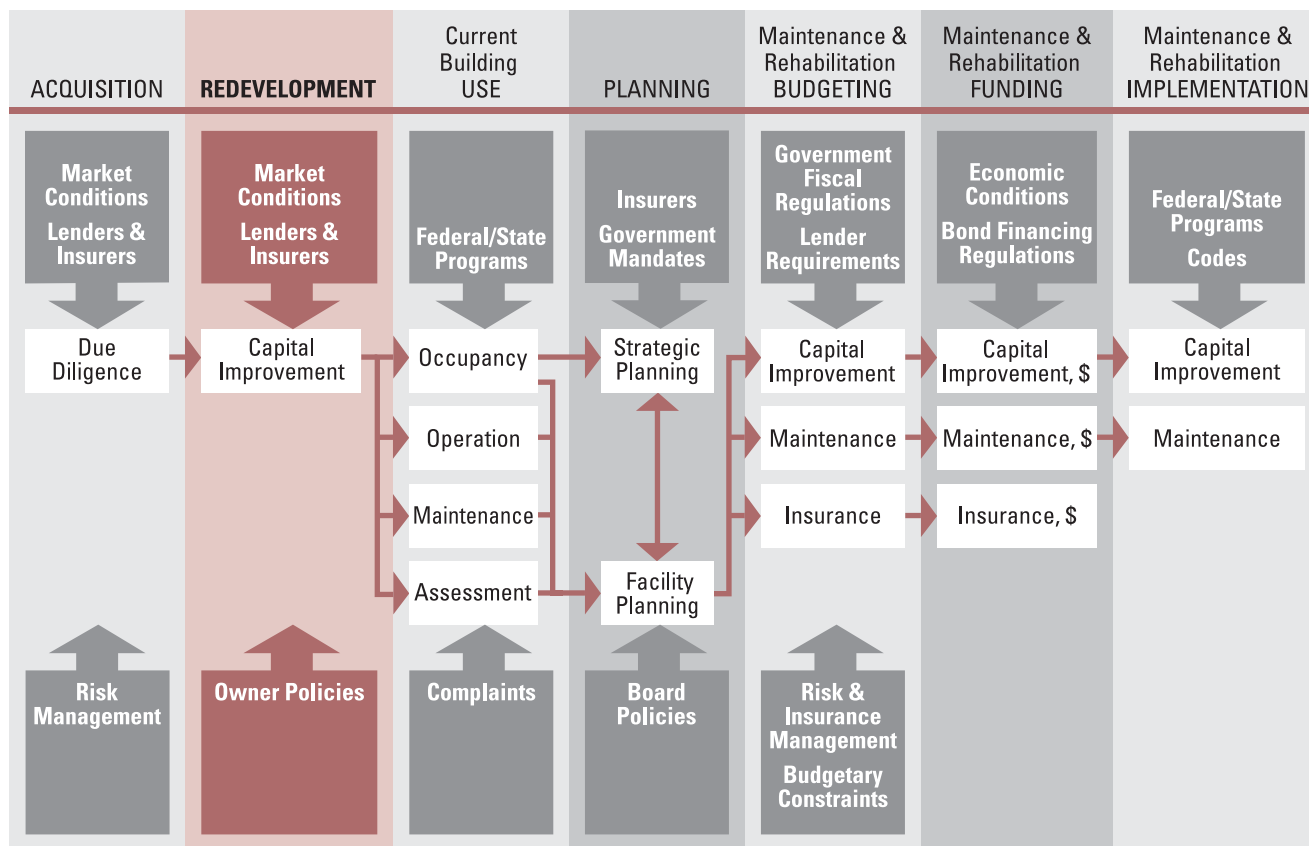 ACQUISITION
REDEVELOPMENT
Current
Building
USE
PLANNING
Maintenance &
Rehabilitation
BUDGETING
Maintenance &
Rehabilitation
FUNDING
Maintenance &
Rehabilitation
IMPLEMENTATION
Market
Conditions
Lenders &
Insurers
Market
Conditions
Lenders &
Insurers
Federal/State
Programs
Insurers
Government
Mandates
Government
Fiscal
Regulations
Lender
Requirements
Economic
Conditions
Bond Financing
Regulations
Federal/State
Programs
Codes
Due
Diligence
Capital
Improvement
Occupancy
Strategic
Planning
Capital
Improvement
Capital
Improvement, $
Capital
Improvement
Operation
Maintenance
Maintenance, $
Maintenance
Maintenance
Insurance
Insurance, $
Assessment
Facility
Planning
Risk
Management
Owner Policies
Complaints
Board
Policies
Risk &
Insurance
Management
Budgetary
Constraints